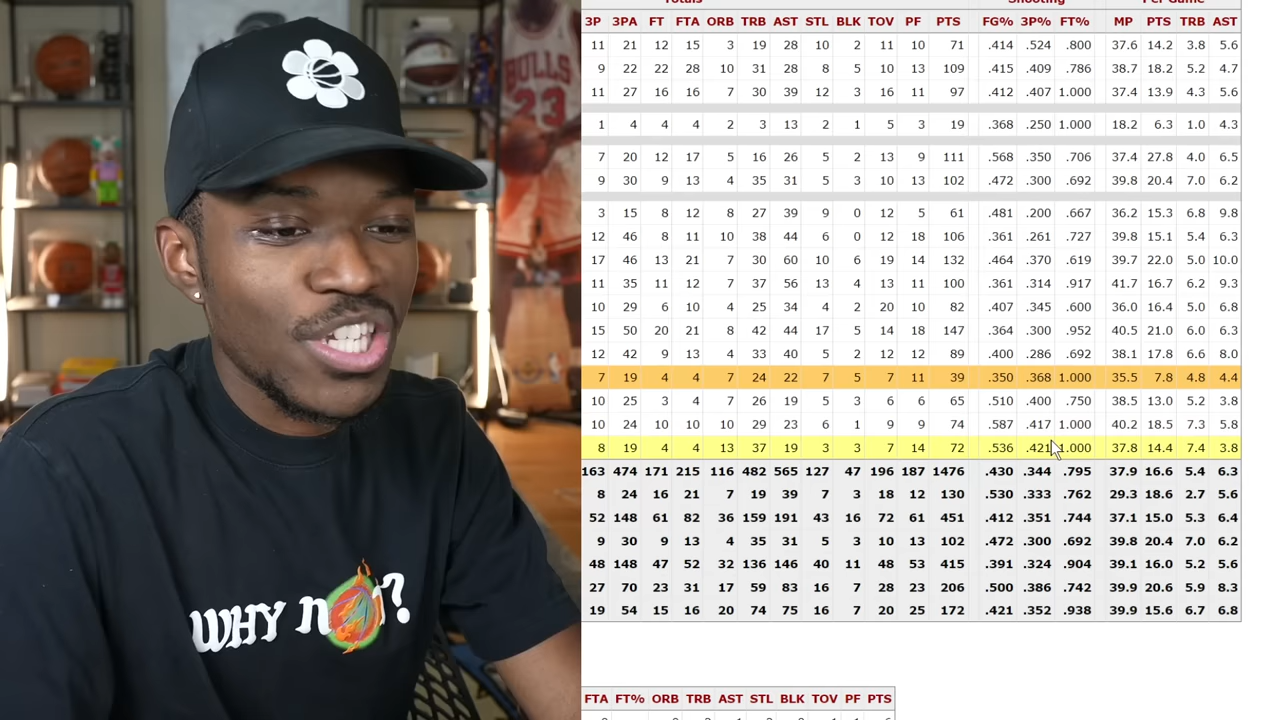 Totals Shooting Per Game
3P 3PA FT FTA ORB TRB AST STL BLK TOV PF PTS FG% 3P% FT% MP PTS TRB AST
11 21 12 15 3 19 28 10 2 11 10 71 .414 .524 .800 37.6 14.2 3.8 5.6
9 22 22 28 10 31 28 8 5 10 13 109 .415 .409 .786 38.7 18.2 5.2 4.7
11 27 16 16 7 30 39 12 3 16 11 97 .412 .407 1.000 37.4 13.9 4.3 5.6
1 4 4 4 2 3 13 2 1 5 3 19 .368 .250 1.000 18.2 6.3 1.0 4.3
7 20 12 17 5 16 26 5 2 13 9 111 .568 .350 .706 37.4 27.8 4.0 6.5
9 30 9 13 4 35 31 5 3 10 13 102 .472 .300 .692 39.8 20.4 7.0 6.2
3 15 8 12 8 27 39 9 0 12 5 61 .481 .200 .667 36.2 15.3 6.8 9.8
12 46 8 11 10 38 44 6 0 12 18 106 .361 .261 .727 39.8 15.1 5.4 6.3
17 46 13 21 7 30 60 10 6 19 14 132 .464 .370 .619 39.7 22.0 5.0 10.0
11 35 11 12 7 37 56 13 4 13 11 100 .361 .314 .917 41.7 16.7 6.2 9.3
10 29 6 10 4 25 34 4 2 20 10 82 .407 .345 .600 36.0 16.4 5.0 6.8
15 50 20 21 8 42 44 17 5 14 18 147 .364 .300 .952 40.5 21.0 6.0 6.3
12 42 9 13 4 33 40 5 2 12 12 89 .400 .286 .692 38.1 17.8 6.6 8.0
7 19 4 4 7 24 22 7 5 7 11 39 .350 .368 1.000 35.5 7.8 4.8 4.4
10 25 3 4 7 26 19 5 3 6 6 65 .510 .400 .750 38.5 13.0 5.2 3.8
10 24 10 10 10 29 23 6 1 9 9 74 .587 .417 1.000 40.2 18.5 7.3 5.8
8 19 4 4 13 37 19 3 3 7 14 72 .536 .421 1.000 37.8 14.4 7.4 3.8
163 474 171 215 116 482 565 127 47 196 187 1476 .430 .344 .795 37.9 16.6 5.4 6.3
8 24 16 21 7 19 39 7 3 18 12 130 .530 .333 .762 29.3 18.6 2.7 5.6
52 148 61 82 36 159 191 43 16 72 61 451 .412 .351 .744 37.1 15.0 5.3 6.4
9 30 9 13 4 35 31 5 3 10 13 102 .472 .300 .692 39.8 20.4 7.0 6.2
48 148 47 52 32 136 146 40 11 48 53 415 .391 .324 .904 39.1 16.0 5.2 5.6
27 70 23 31 17 59 83 16 7 28 23 206 .500 .386 .742 39.9 20.6 5.9 8.3
19 54 15 16 20 74 75 16 7 20 25 172 .421 .352 .938 39.9 15.6 6.7 6.8
FTA FT% ORB TRB AST STL BLK TOV PF PTS
BULLS
23
WHY NOT?